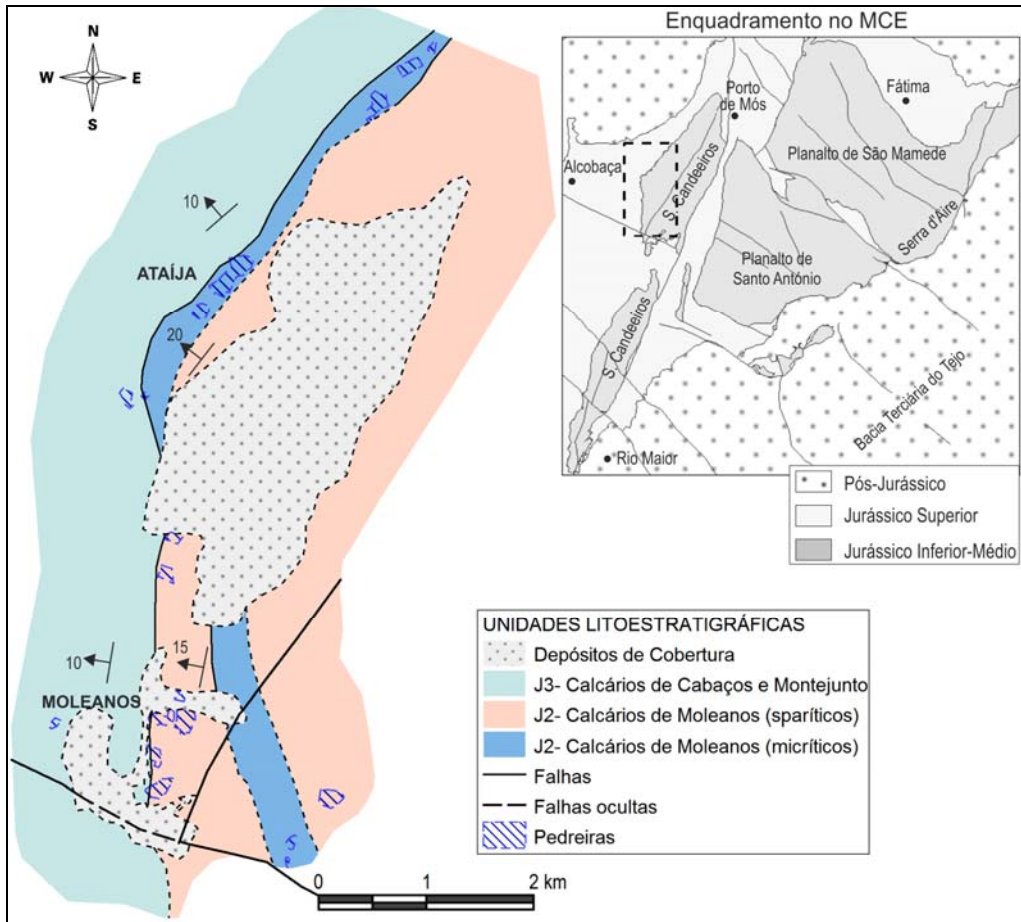 N
W E
S
10
ATAÍJA
20
15
10
MOLEANOS
0 1 2 km
Enquadramento no MCE
Porto
de Mós
Fátima
Alcobaça
S. Candeeiros
Planalto de São Mamede
Serra d'Aire
Planalto de
Santo António
S. Candeeiros
Bacia Terciária do Tejo
Rio Maior
Pós-Jurássico
Jurássico Superior
Jurássico Inferior-Médio
UNIDADES LITOESTRATIGRÁFICAS
Depósitos de Cobertura
J3- Calcários de Cabaços e Montejunto
J2- Calcários de Moleanos (sparíticos)
J2- Calcários de Moleanos (micríticos)
Falhas
Falhas ocultas
Pedreiras